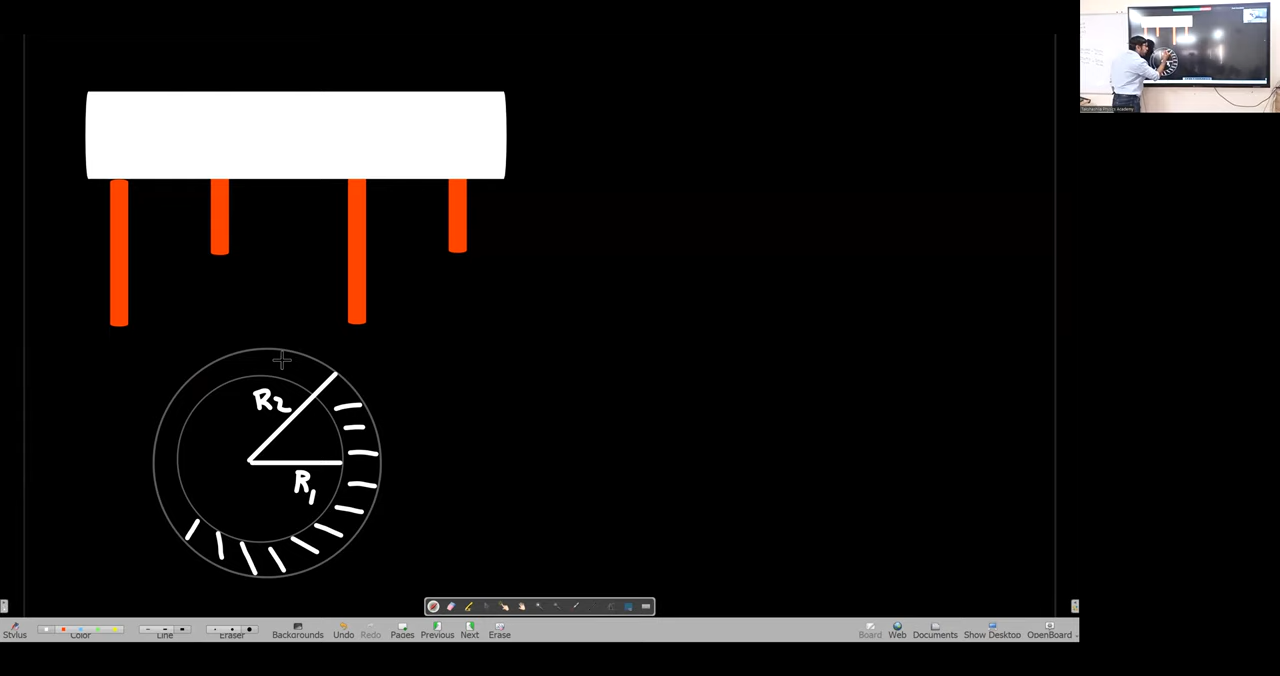 R2
R1
Stylus
Color
Line
Eraser
Backgrounds
Undo
Redo
Pages
Previous
Next
Erase
Board
Web
Documents
Show Desktop
OpenBoard